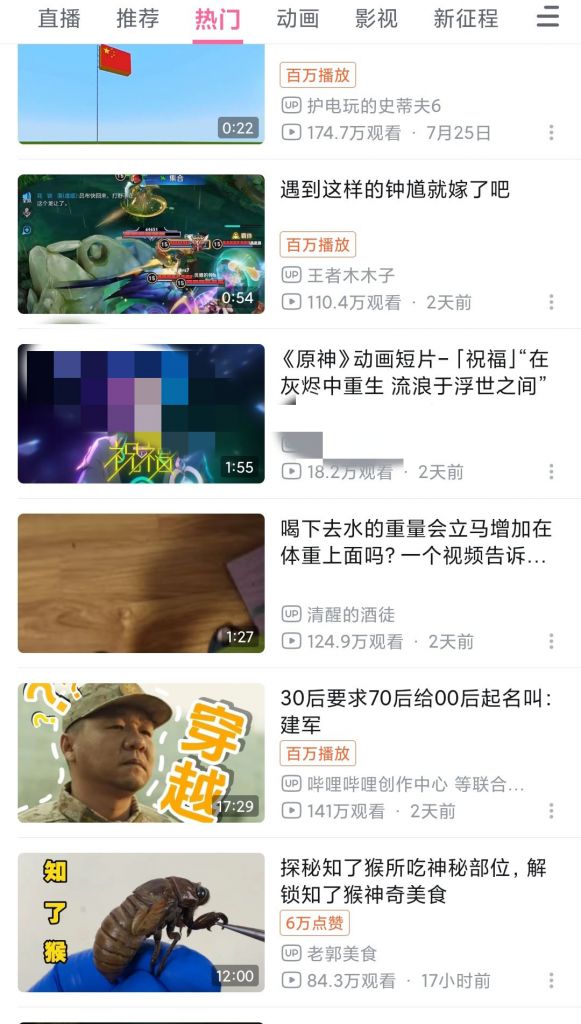 直播 推荐 热门 动画 影视 新征程
百万播放
0:22
UP 护电玩的史蒂夫6
174.7万观看 · 7月25日
集合
遇到这样的钟馗就嫁了吧
百万播放
UP 王者木木子
0:54
110.4万观看 · 2天前
《原神》动画短片-「祝福」“在
灰烬中重生 流浪于浮世之间”
祝福
1:55
18.2万观看 · 2天前
喝下去水的重量会立马增加在
体重上面吗?一个视频告诉...
UP 清醒的酒徒
1:27
124.9万观看 · 2天前
30后要求70后给00后起名叫:
建军
穿越
百万播放
UP 哔哩哔哩创作中心 等联合...
17:29
141万观看 · 2天前
探秘知了猴所吃神秘部位,解
锁知了猴神奇美食
知了猴
6万点赞
UP 老郭美食
12:00
84.3万观看 · 17小时前